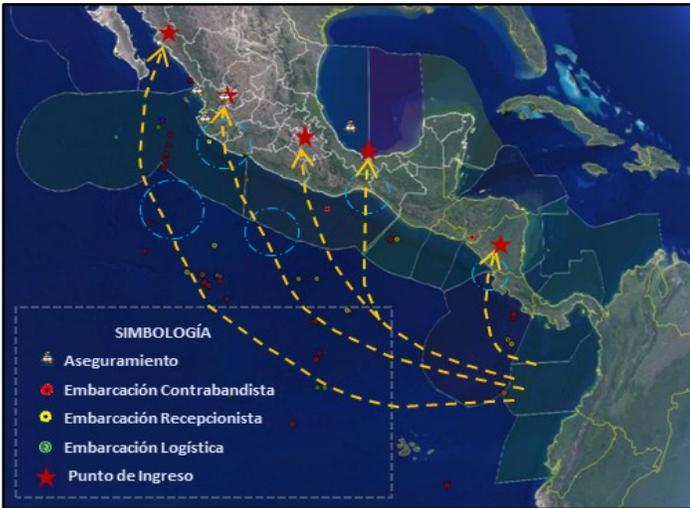 SIMBOLOGÍA
Aseguramiento
Embarcación Contrabandista
Embarcación Recepcionista
Embarcación Logística
Punto de Ingreso